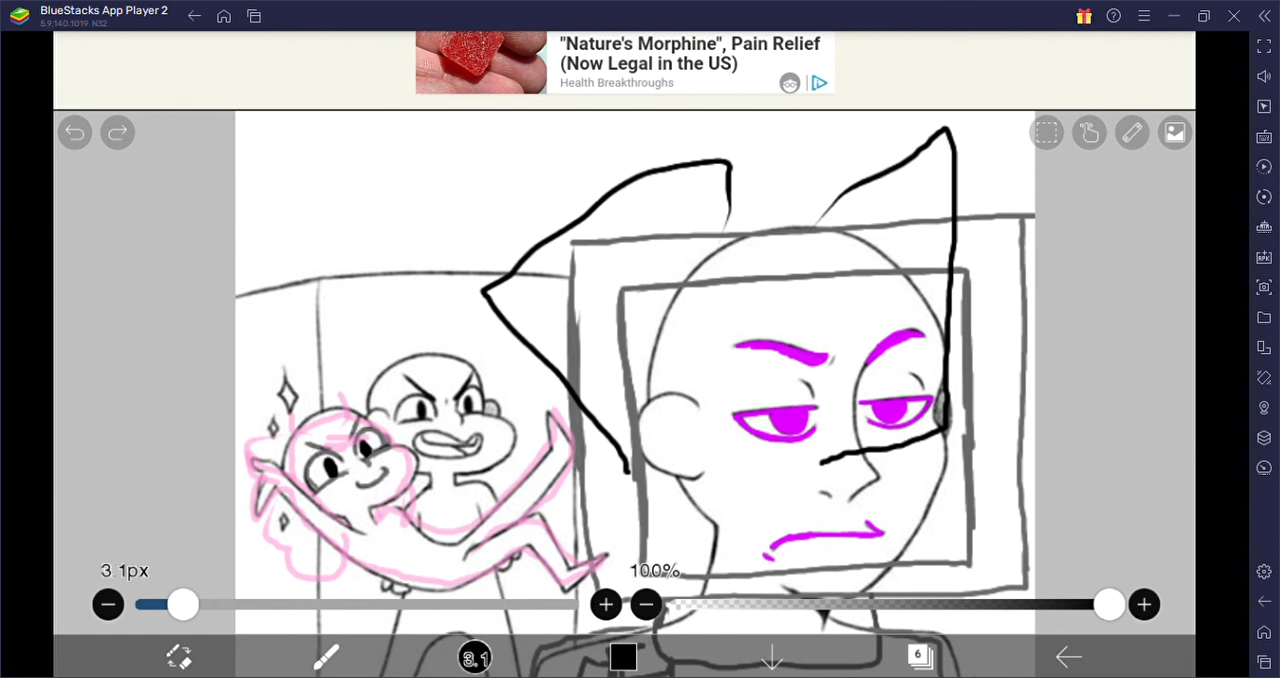 BlueStacks App Player 2
5.9.140.1019 N32
"Nature's Morphine", Pain Relief
(Now Legal in the US)
Health Breakthroughs
3.1px
100%
3.1
6